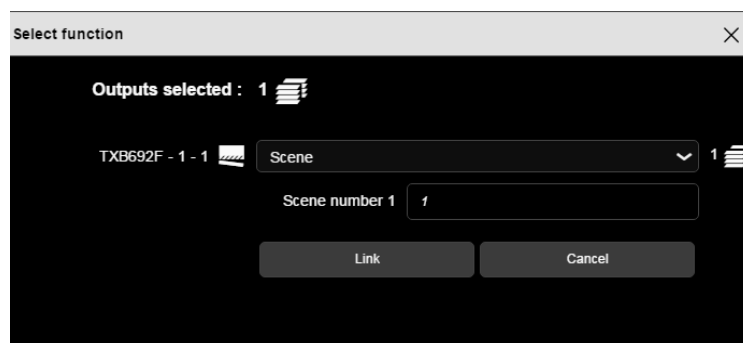 Select function
Outputs selected : 1
TXB692F - 1 - 1 Scene 1
Scene number 1 1
Link Cancel